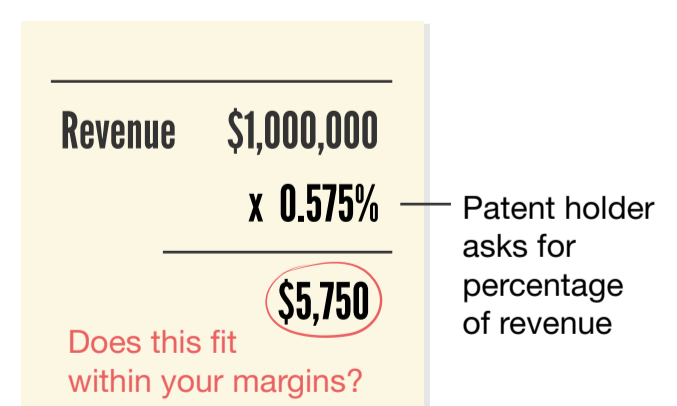 Revenue $1,000,000
x 0.575%
Patent holder
asks for
percentage
of revenue
$5,750
Does this fit
within your margins?